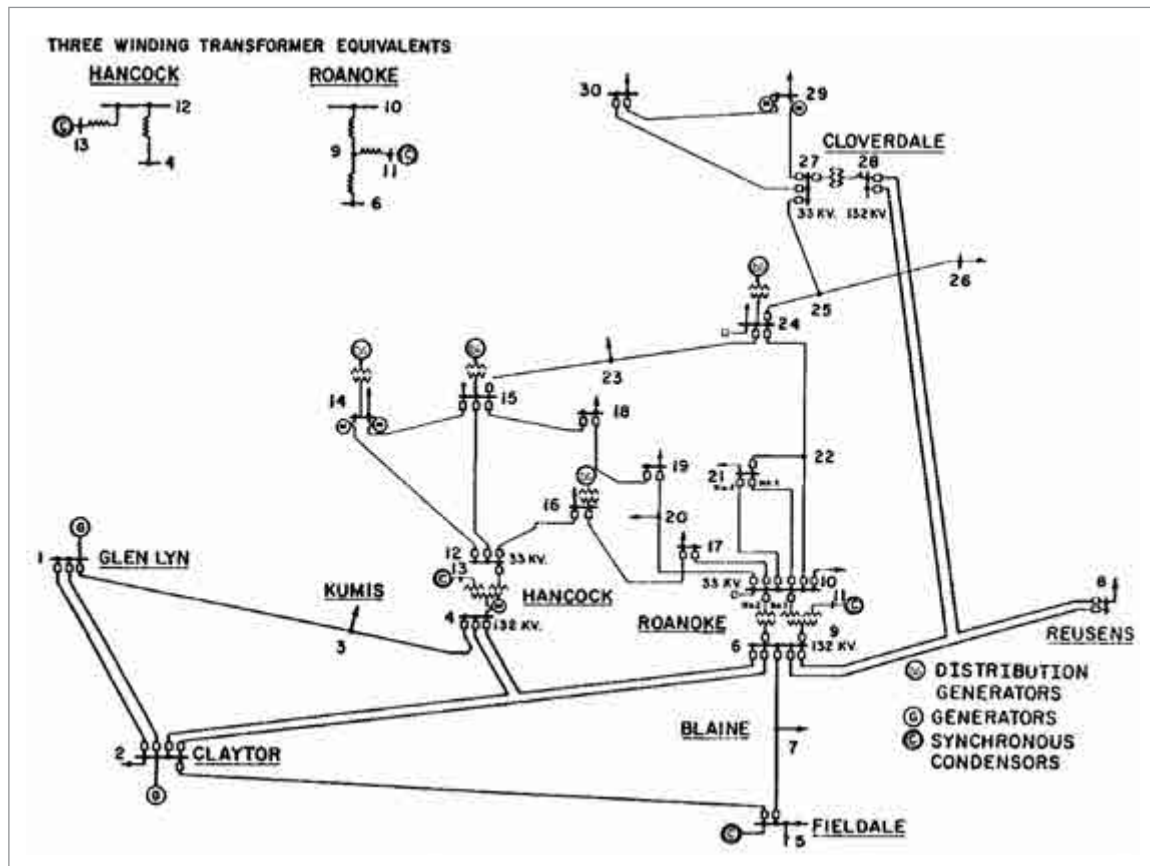 THREE WINDING TRANSFORMER EQUIVALENTS
HANCOCK
ROANOKE
12
13
4
10
9
11
6
30
29
CLOVERDALE
27
28
33 KV.
132 KV.
26
25
24
23
14
15
18
22
21
19
16
20
17
12
33 KV.
13
HANCOCK
4
132 KV.
1
GLEN LYN
KUMIS
3
33 KV.
10
11
ROANOKE
9
6
132 KV.
8
REUSENS
BLAINE
7
2
CLAYTOR
G
G
C
5
FIELDALE
DISTRIBUTION
GENERATORS
G GENERATORS
C SYNCHRONOUS
CONDENSORS